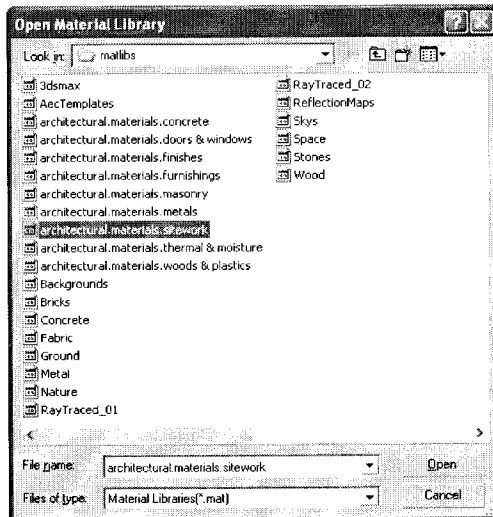 Open Material Library
Look in: matlibs
3dsmax
AecTemplates
architectural.materials.concrete
architectural.materials.doors & windows
architectural.materials.finishes
architectural.materials.furnishings
architectural.materials.masonry
architectural.materials.metals
architectural.materials.sitework
architectural.materials.thermal & moisture
architectural.materials.woods & plastics
Backgrounds
Bricks
Concrete
Fabric
Ground
Metal
Nature
RayTraced_01
RayTraced_02
ReflectionMaps
Skys
Space
Stones
Wood
File name: architectural.materials.sitework Open
Files of type: Material Libraries(*.mat) Cancel